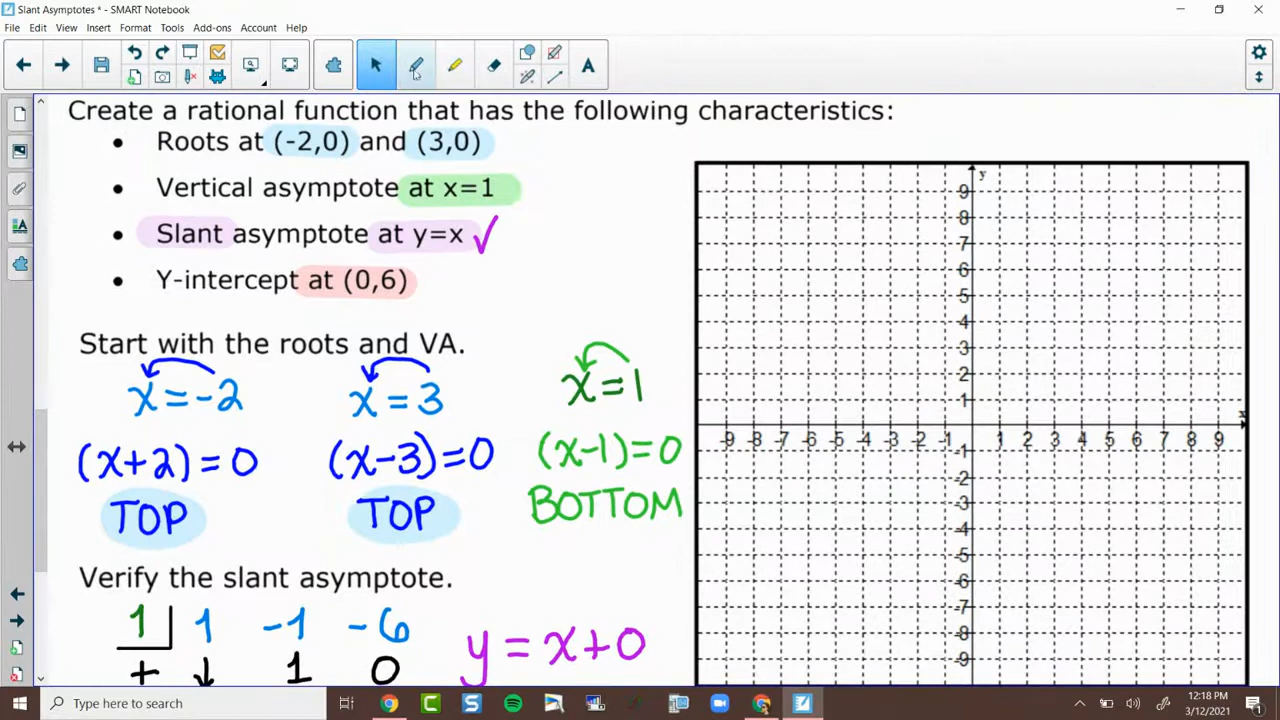 Slant Asymptotes * - SMART Notebook
File Edit View Insert Format Tools Add-ons Account Help
A
Create a rational function that has the following characteristics:
• Roots at (-2,0) and (3,0)
• Vertical asymptote at x=1
• Slant asymptote at y=x ✓
• Y-intercept at (0,6)
Start with the roots and VA.
x=-2 x=3 x=1
(x+2)=0 (x-3)=0 (x-1)=0
TOP TOP BOTTOM
Verify the slant asymptote.
1 1 -1 -6
+ ↓ 1 0
y = x+0
y
9
8
7
6
5
4
3
2
1
x
-9 -8 -7 -6 -5 -4 -3 -2 -1 1 2 3 4 5 6 7 8 9
-1
-2
-3
-4
-5
-6
-7
-8
-9
Type here to search
12:18 PM
3/12/2021